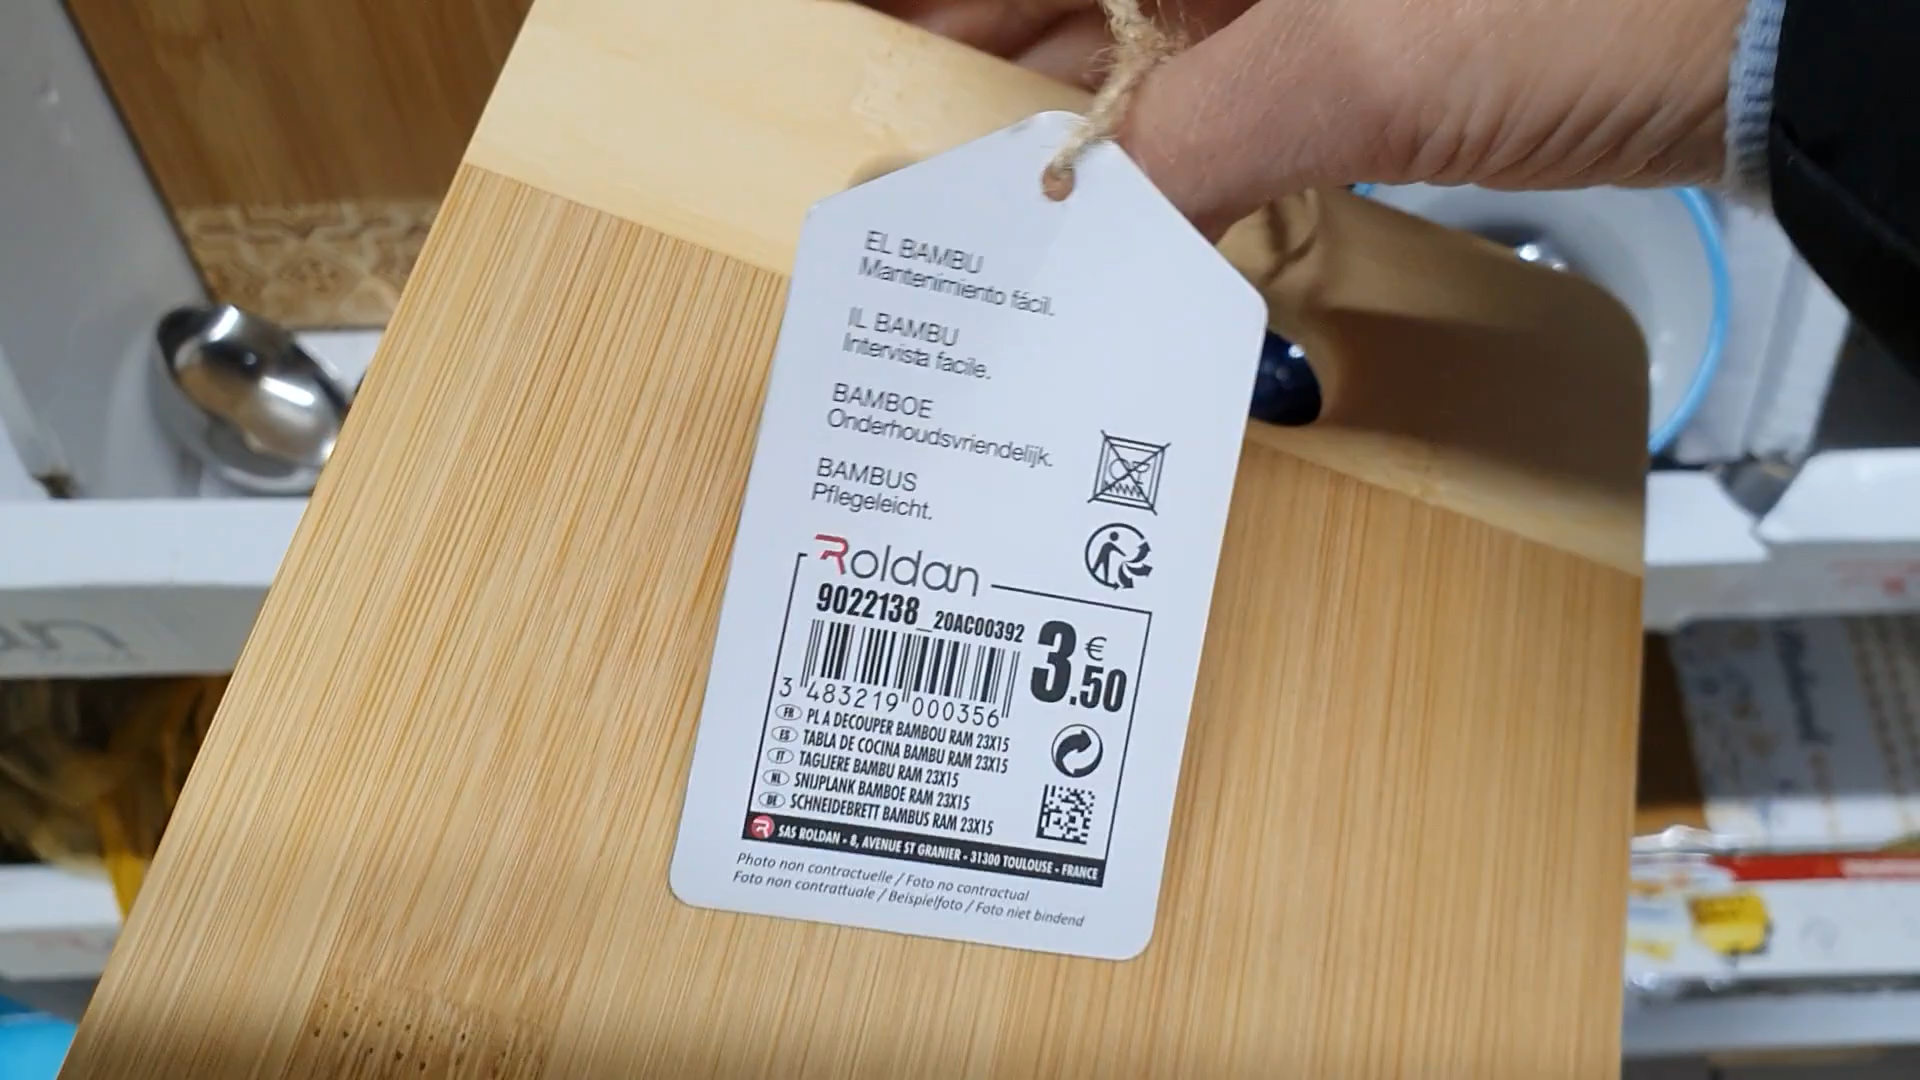 EL BAMBU
Mantenimiento fácil.
IL BAMBU
Intervista facile.
BAMBOE
Onderhoudsvriendelijk.
BAMBUS
Pflegeleicht.
Roldan
9022138_20AC00392
3€.50
3 483219 000356
FR PL A DECOUPER BAMBOU RAM 23X15
ES TABLA DE COCINA BAMBU RAM 23X15
IT TAGLIERE BAMBU RAM 23X15
NL SNIJPLANK BAMBOE RAM 23X15
DE SCHNEIDEBRETT BAMBUS RAM 23X15
SAS ROLDAN - 8, AVENUE ST GRANIER - 31300 TOULOUSE - FRANCE
Photo non contractuelle / Foto no contractual
Foto non contrattuale / Beispielfoto / Foto niet bindend